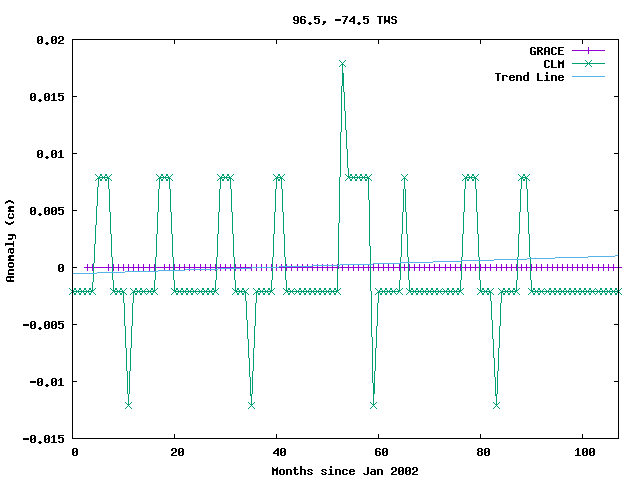 96.5, -74.5 TWS
GRACE
CLM
Trend Line
0.02
0.015
0.01
0.005
0
-0.005
-0.01
-0.015
Anomaly (cm)
0 20 40 60 80 100
Months since Jan 2002